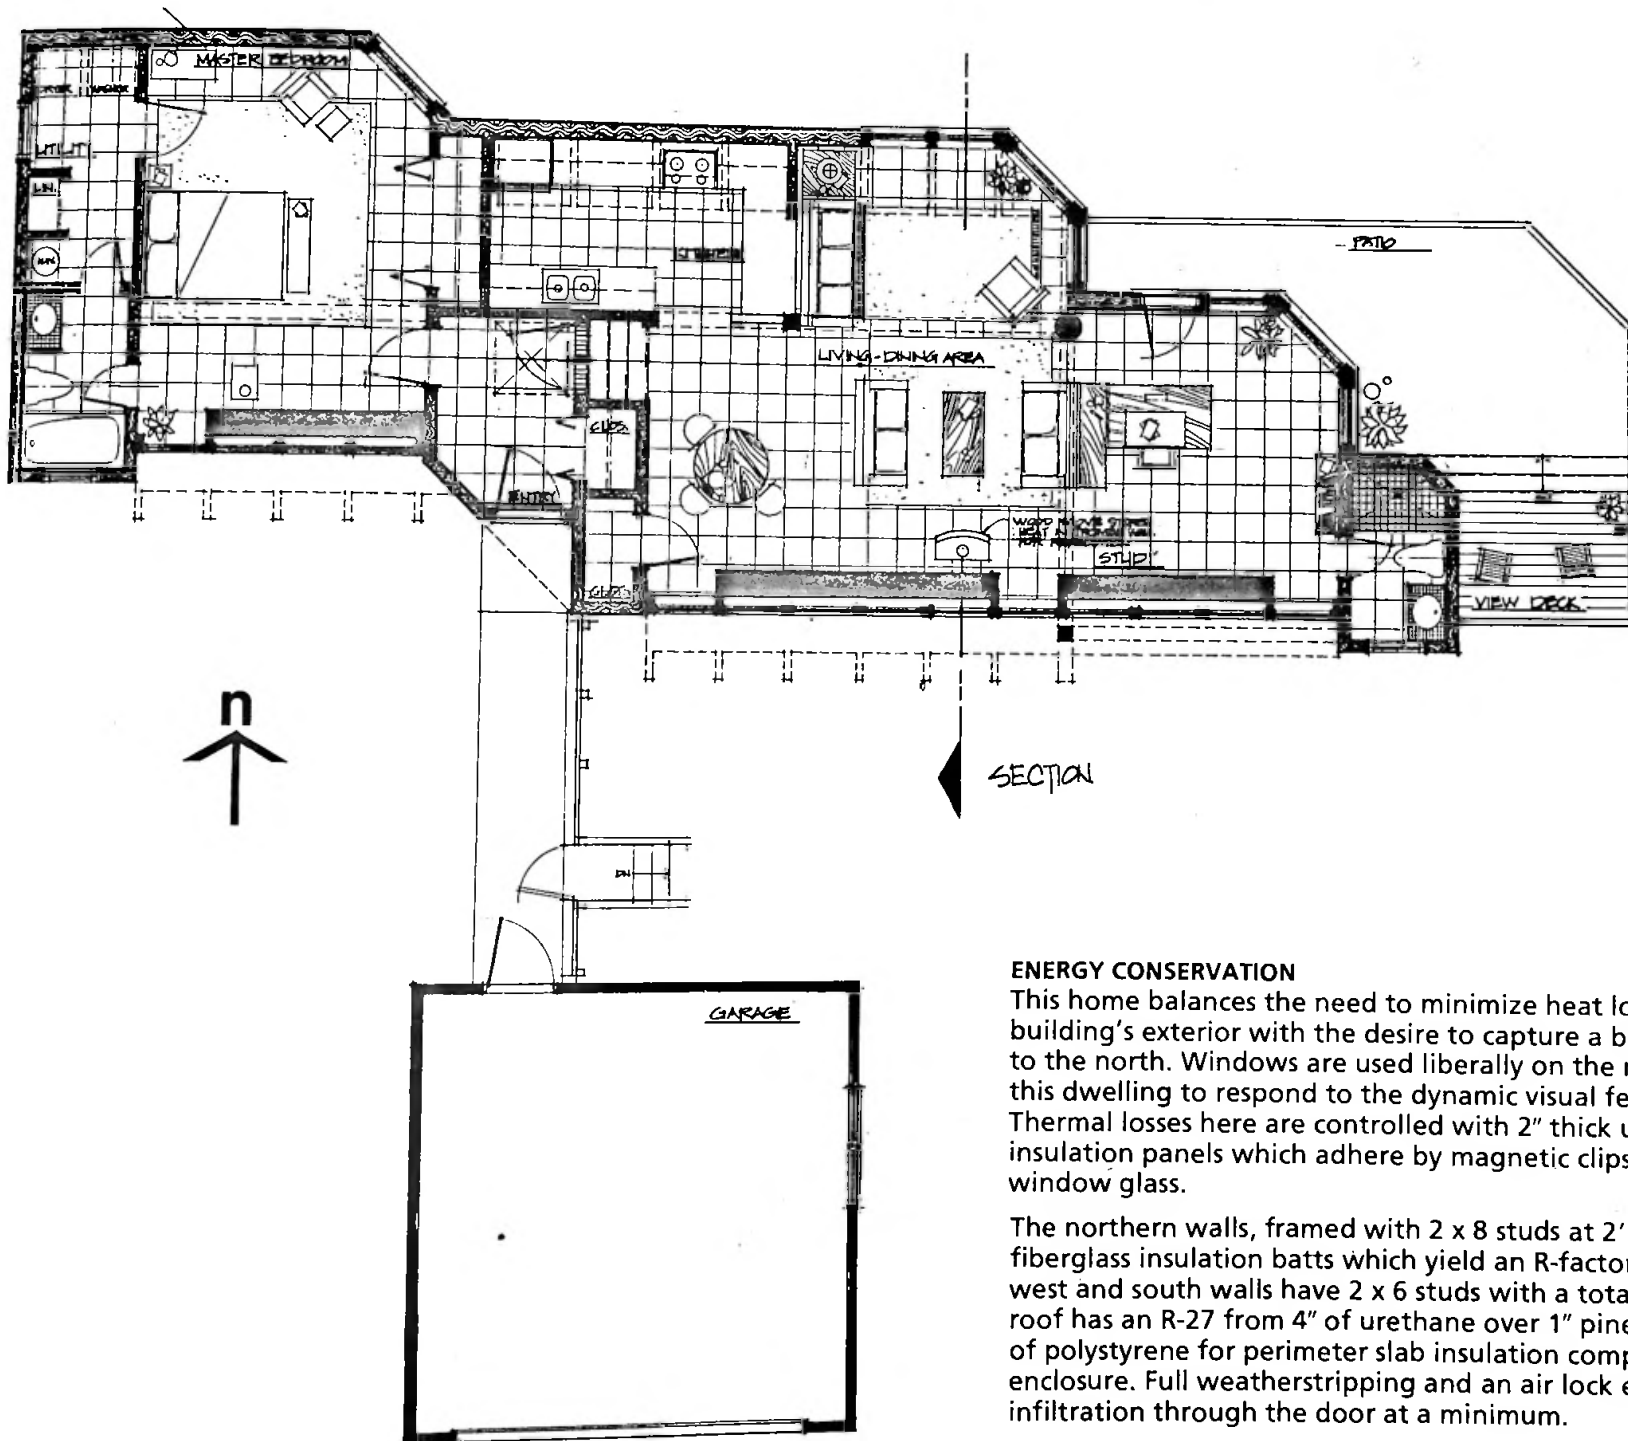 MASTER BEDROOM
WASHER
UTILITY
LIN.
PATIO
LIVING-DINING AREA
CLOS.
ENTRY
WOOD
STUD
CLOS
VIEW DECK
n
SECTION
DN
GARAGE
ENERGY CONSERVATION
This home balances the need to minimize heat lo
building's exterior with the desire to capture a b
to the north. Windows are used liberally on the
this dwelling to respond to the dynamic visual fe
Thermal losses here are controlled with 2" thick u
insulation panels which adhere by magnetic clips
window glass.
The northern walls, framed with 2 x 8 studs at 2'
fiberglass insulation batts which yield an R-factor
west and south walls have 2 x 6 studs with a tota
roof has an R-27 from 4" of urethane over 1" pine
of polystyrene for perimeter slab insulation comp
enclosure. Full weatherstripping and an air lock e
infiltration through the door at a minimum.